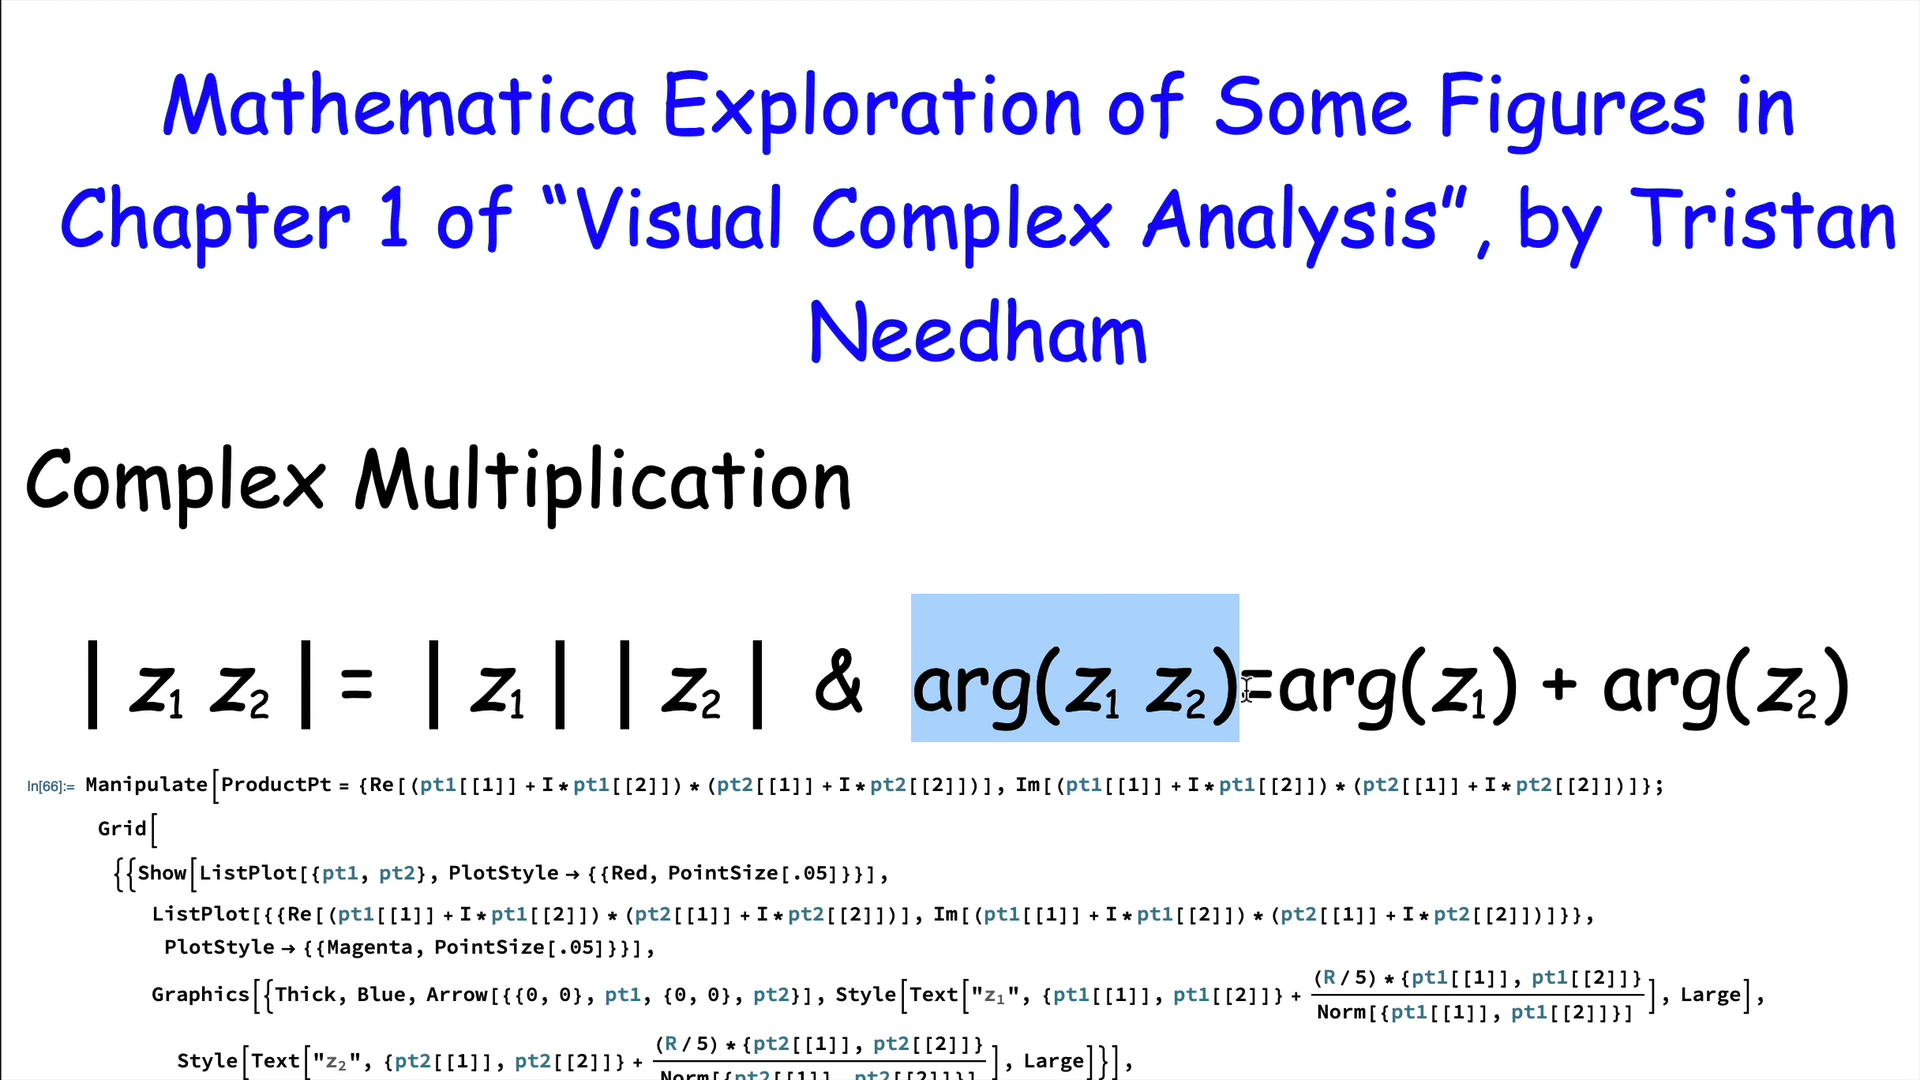 Mathematica Exploration of Some Figures in
Chapter 1 of “Visual Complex Analysis”, by Tristan
Needham
Complex Multiplication
| z₁ z₂ | = | z₁ | | z₂ | & arg(z₁ z₂)=arg(z₁) + arg(z₂)
In[66]:= Manipulate[ProductPt = {Re[(pt1[[1]] + I * pt1[[2]]) * (pt2[[1]] + I * pt2[[2]])], Im[(pt1[[1]] + I * pt1[[2]]) * (pt2[[1]] + I * pt2[[2]])]};
Grid[
{{Show[ListPlot[{pt1, pt2}, PlotStyle → {{Red, PointSize[.05]}}],
ListPlot[{{Re[(pt1[[1]] + I * pt1[[2]]) * (pt2[[1]] + I * pt2[[2]])], Im[(pt1[[1]] + I * pt1[[2]]) * (pt2[[1]] + I * pt2[[2]])]}},
PlotStyle → {{Magenta, PointSize[.05]}}],
Graphics[{Thick, Blue, Arrow[{{0, 0}, pt1, {0, 0}, pt2}], Style[Text["z₁", {pt1[[1]], pt1[[2]]} + (R / 5) * {pt1[[1]], pt1[[2]]} / Norm[{pt1[[1]], pt1[[2]]}]], Large],
Style[Text["z₂", {pt2[[1]], pt2[[2]]} + (R / 5) * {pt2[[1]], pt2[[2]]} / Norm[{pt2[[1]], pt2[[2]]}]], Large]}],